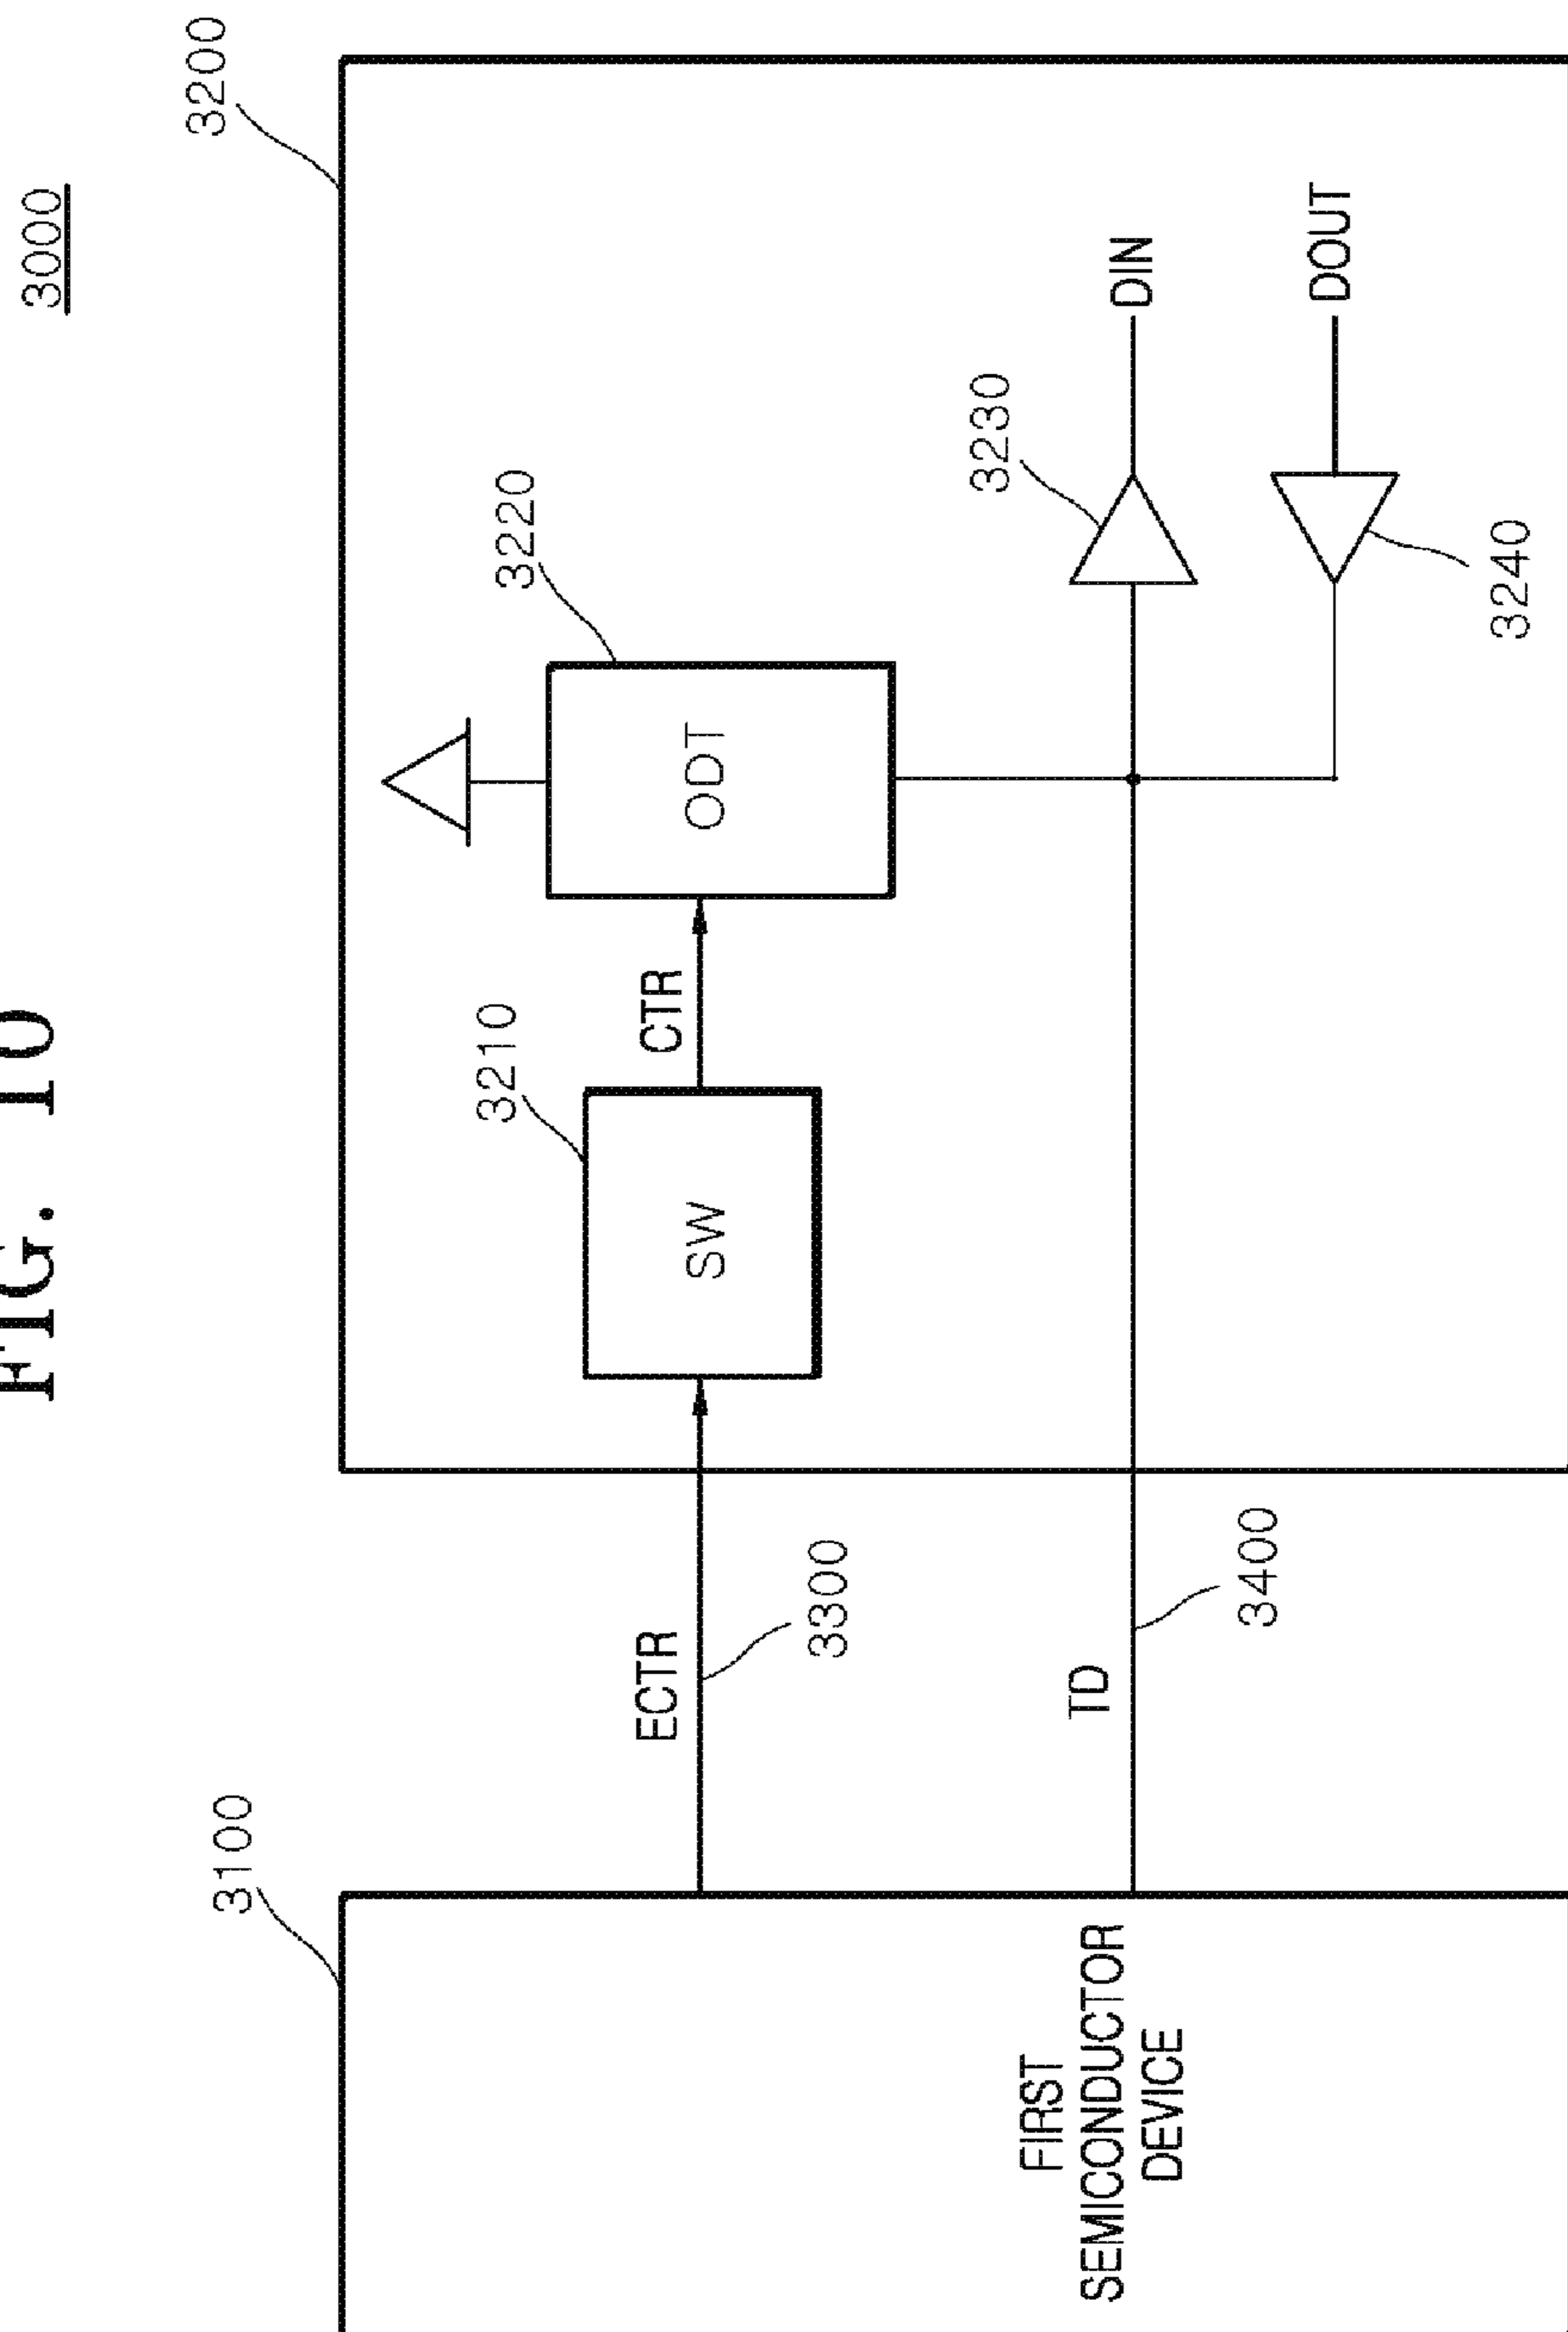 FIG. 10
3000
3100
3200
FIRST
SEMICONDUCTOR
DEVICE
ECTR
3300
TD
3400
3210
SW
CTR
3220
ODT
3230
DIN
3240
DOUT